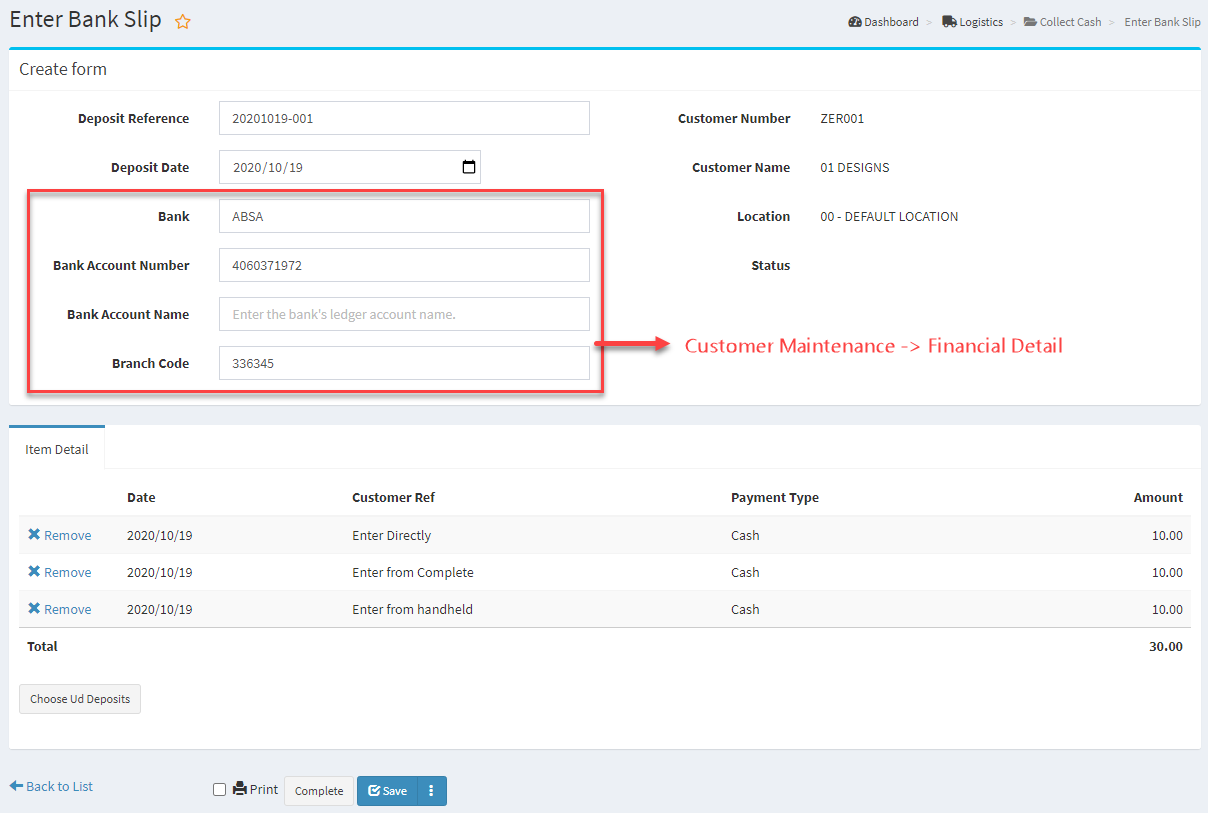 Enter Bank Slip
Dashboard > Logistics > Collect Cash > Enter Bank Slip
Create form
Deposit Reference 20201019-001 Customer Number ZER001
Deposit Date 2020/10/19 Customer Name 01 DESIGNS
Bank ABSA Location 00 - DEFAULT LOCATION
Bank Account Number 4060371972 Status
Bank Account Name Enter the bank's ledger account name.
Customer Maintenance -> Financial Detail
Branch Code 336345
Item Detail
Date Customer Ref Payment Type Amount
Remove 2020/10/19 Enter Directly Cash 10.00
Remove 2020/10/19 Enter from Complete Cash 10.00
Remove 2020/10/19 Enter from handheld Cash 10.00
Total 30.00
Choose Ud Deposits
Back to List Print Complete Save